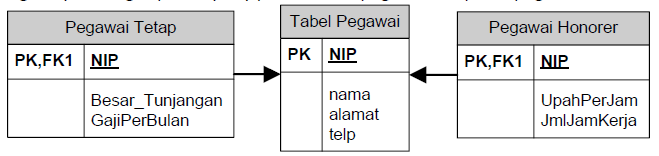 Pegawai Tetap
PK,FK1 NIP
Besar_Tunjangan
GajiPerBulan
Tabel Pegawai
PK NIP
nama
alamat
telp
Pegawai Honorer
PK,FK1 NIP
UpahPerJam
JmlJamKerja